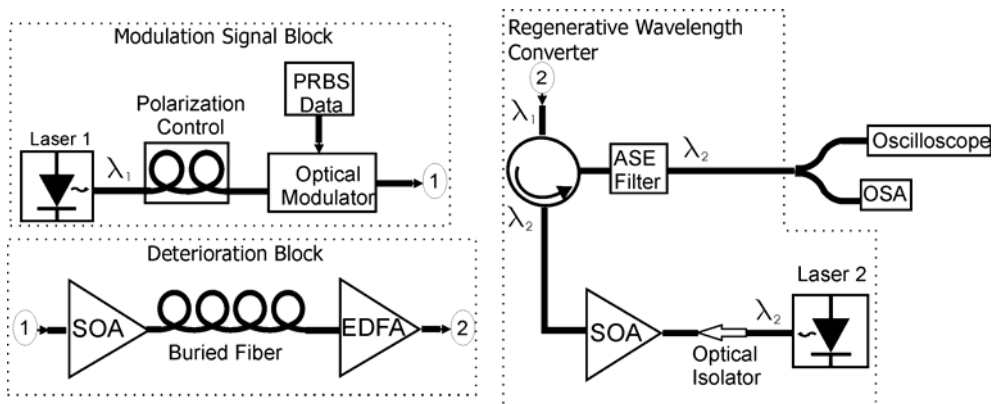 Modulation Signal Block
PRBS
Data
Polarization
Control
Laser 1
λ1
Optical
Modulator
1
Deterioration Block
1
SOA
Buried Fiber
EDFA
2
Regenerative Wavelength
Converter
2
λ1
ASE
Filter
λ2
Oscilloscope
OSA
λ2
SOA
Optical
Isolator
λ2
Laser 2